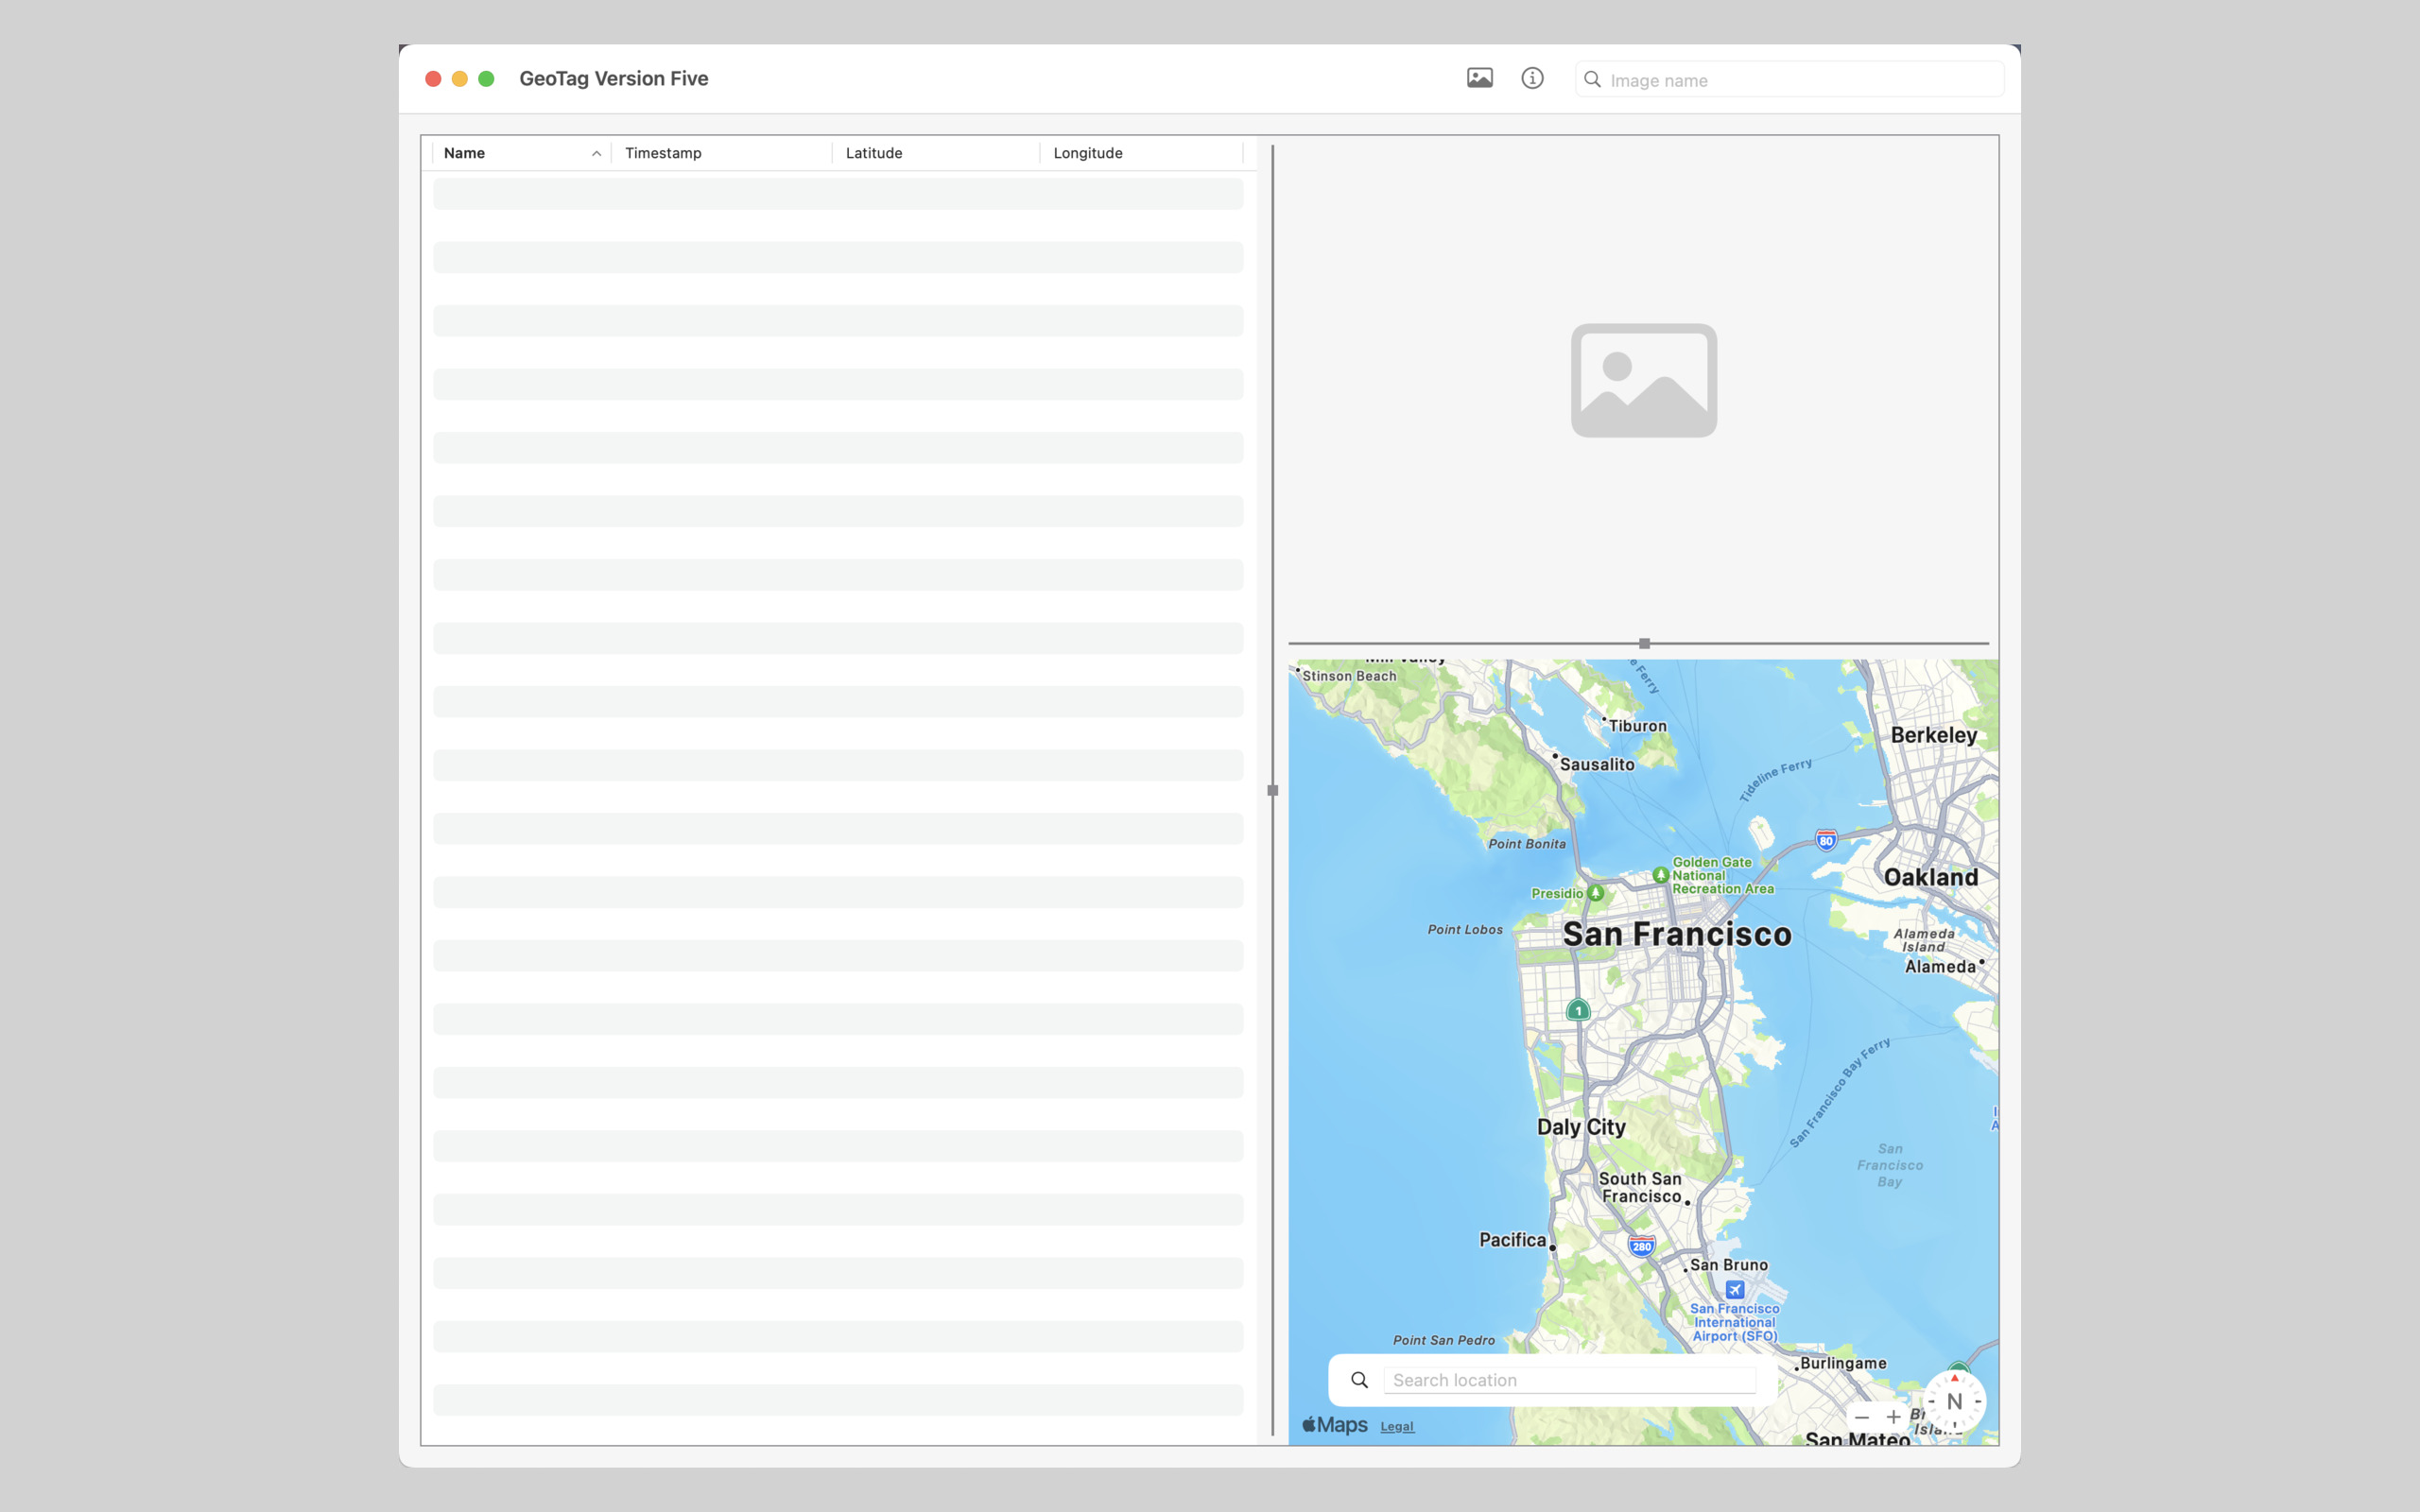 GeoTag Version Five
Image name
Name
Timestamp
Latitude
Longitude
Stinson Beach
Tiburon
Sausalito
Berkeley
Tideline Ferry
80
Point Bonita
Golden Gate
National
Recreation Area
Presidio
Oakland
Point Lobos
San Francisco
Alameda
Island
Alameda
1
San Francisco Bay Ferry
Daly City
San
Francisco
Bay
South San
Francisco
Pacifica
280
San Bruno
San Francisco
International
Airport (SFO)
Point San Pedro
Burlingame
Search location
N
Maps
Legal
San Mateo